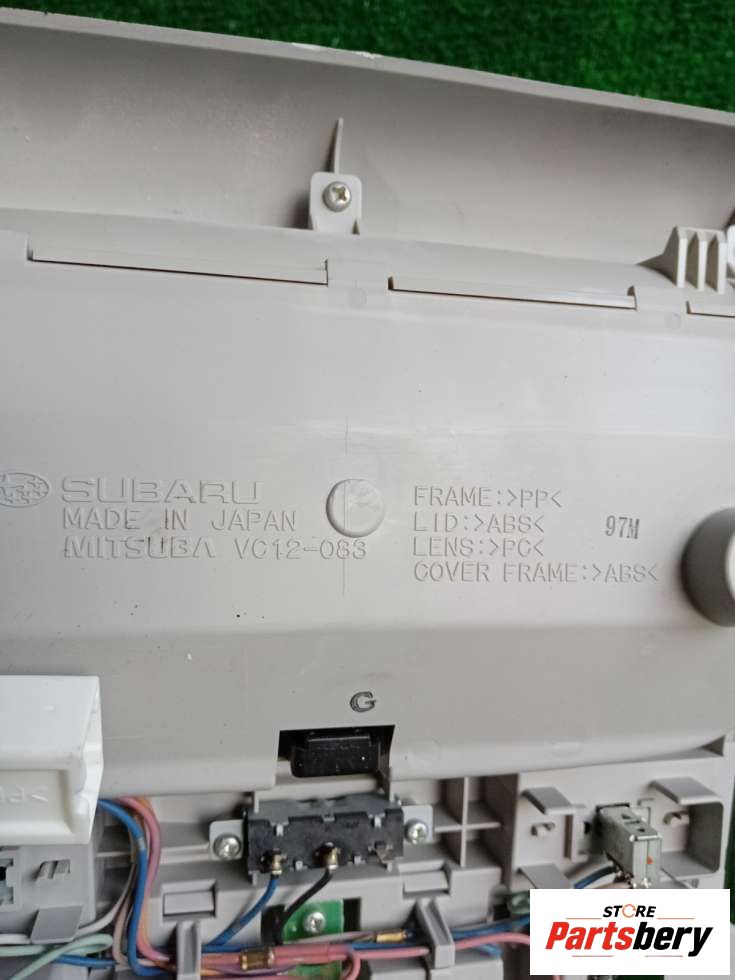 SUBARU
MADE IN JAPAN
MITSUBA VC12-083
FRAME:>PP<
LID:>ABS<
LENS:>PC<
COVER FRAME:>ABS<
97M
G
STORE
Partsbery